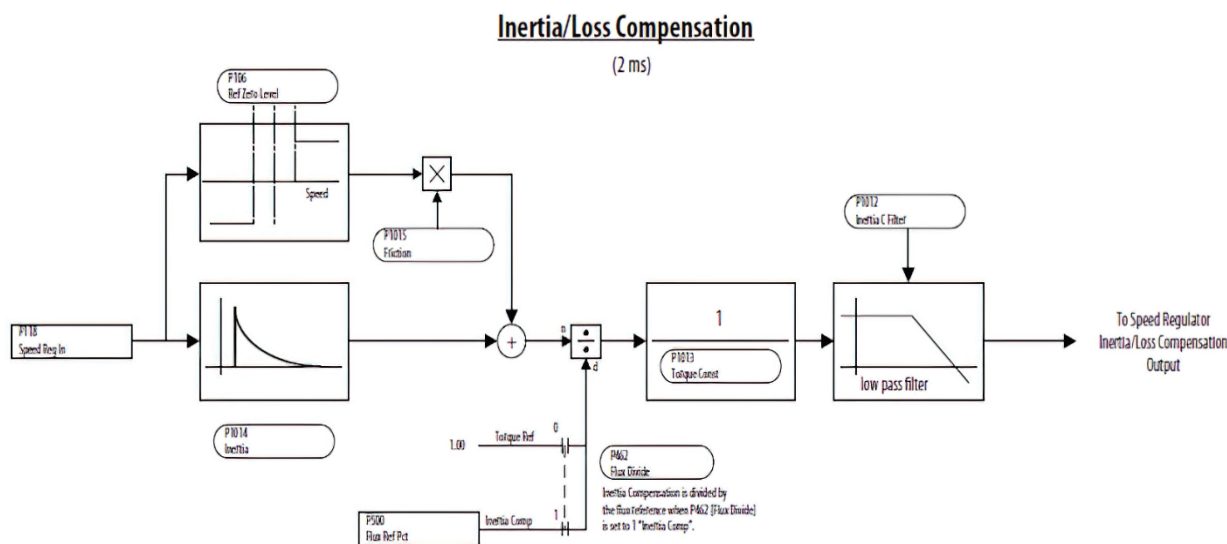 Inertia/Loss Compensation
(2 ms)
P106
Ref Zero Level
Speed
P1015
Friction
P1012
Inertia C Filter
P118
Speed Reg In
+
n
d
1
P1013
Torque Const
low pass filter
To Speed Regulator
Inertia/Loss Compensation
Output
P1014
Inertia
1.00
Torque Ref
0
P462
Flux Divide
Inertia Compensation is divided by
the flux reference when P462 [Flux Divide]
is set to 1 "Inertia Comp".
P500
Flux Ref Pct
Inertia Comp
1